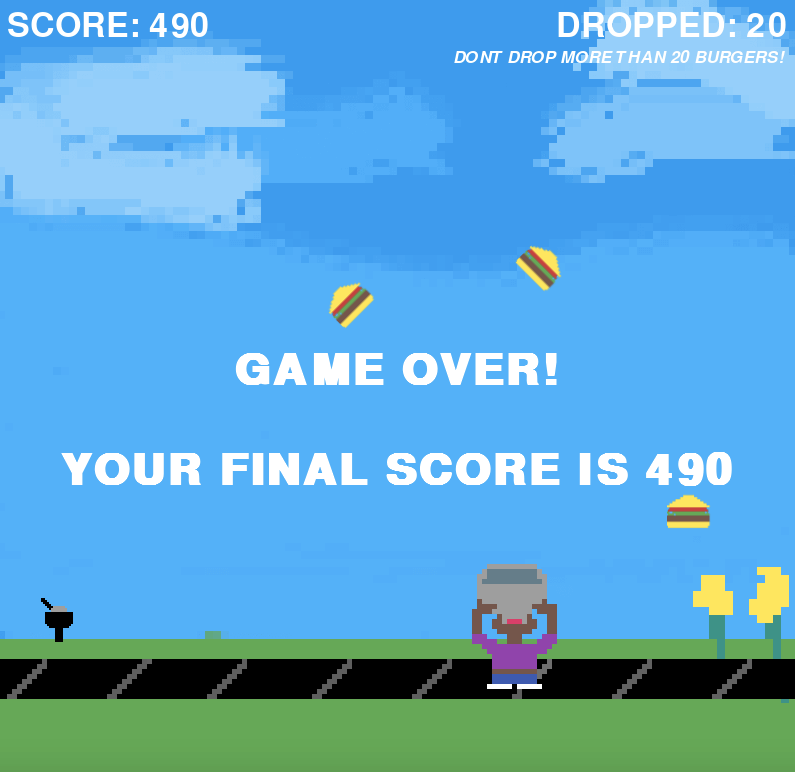 SCORE: 490
DROPPED: 20
DONT DROP MORE THAN 20 BURGERS!
GAME OVER!
YOUR FINAL SCORE IS 490